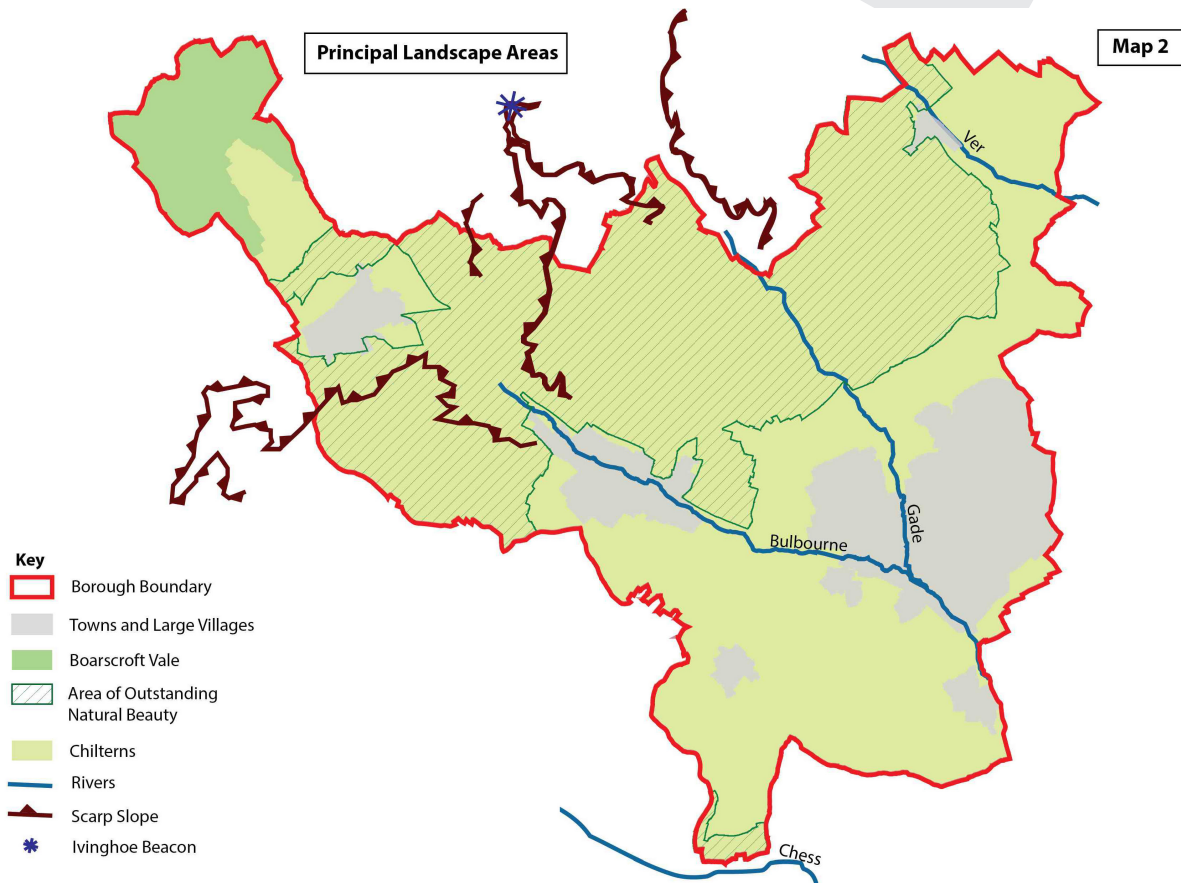 Principal Landscape Areas
Map 2
Ver
Gade
Bulbourne
Chess
Key
Borough Boundary
Towns and Large Villages
Boarscroft Vale
Area of Outstanding
Natural Beauty
Chilterns
Rivers
Scarp Slope
Ivinghoe Beacon